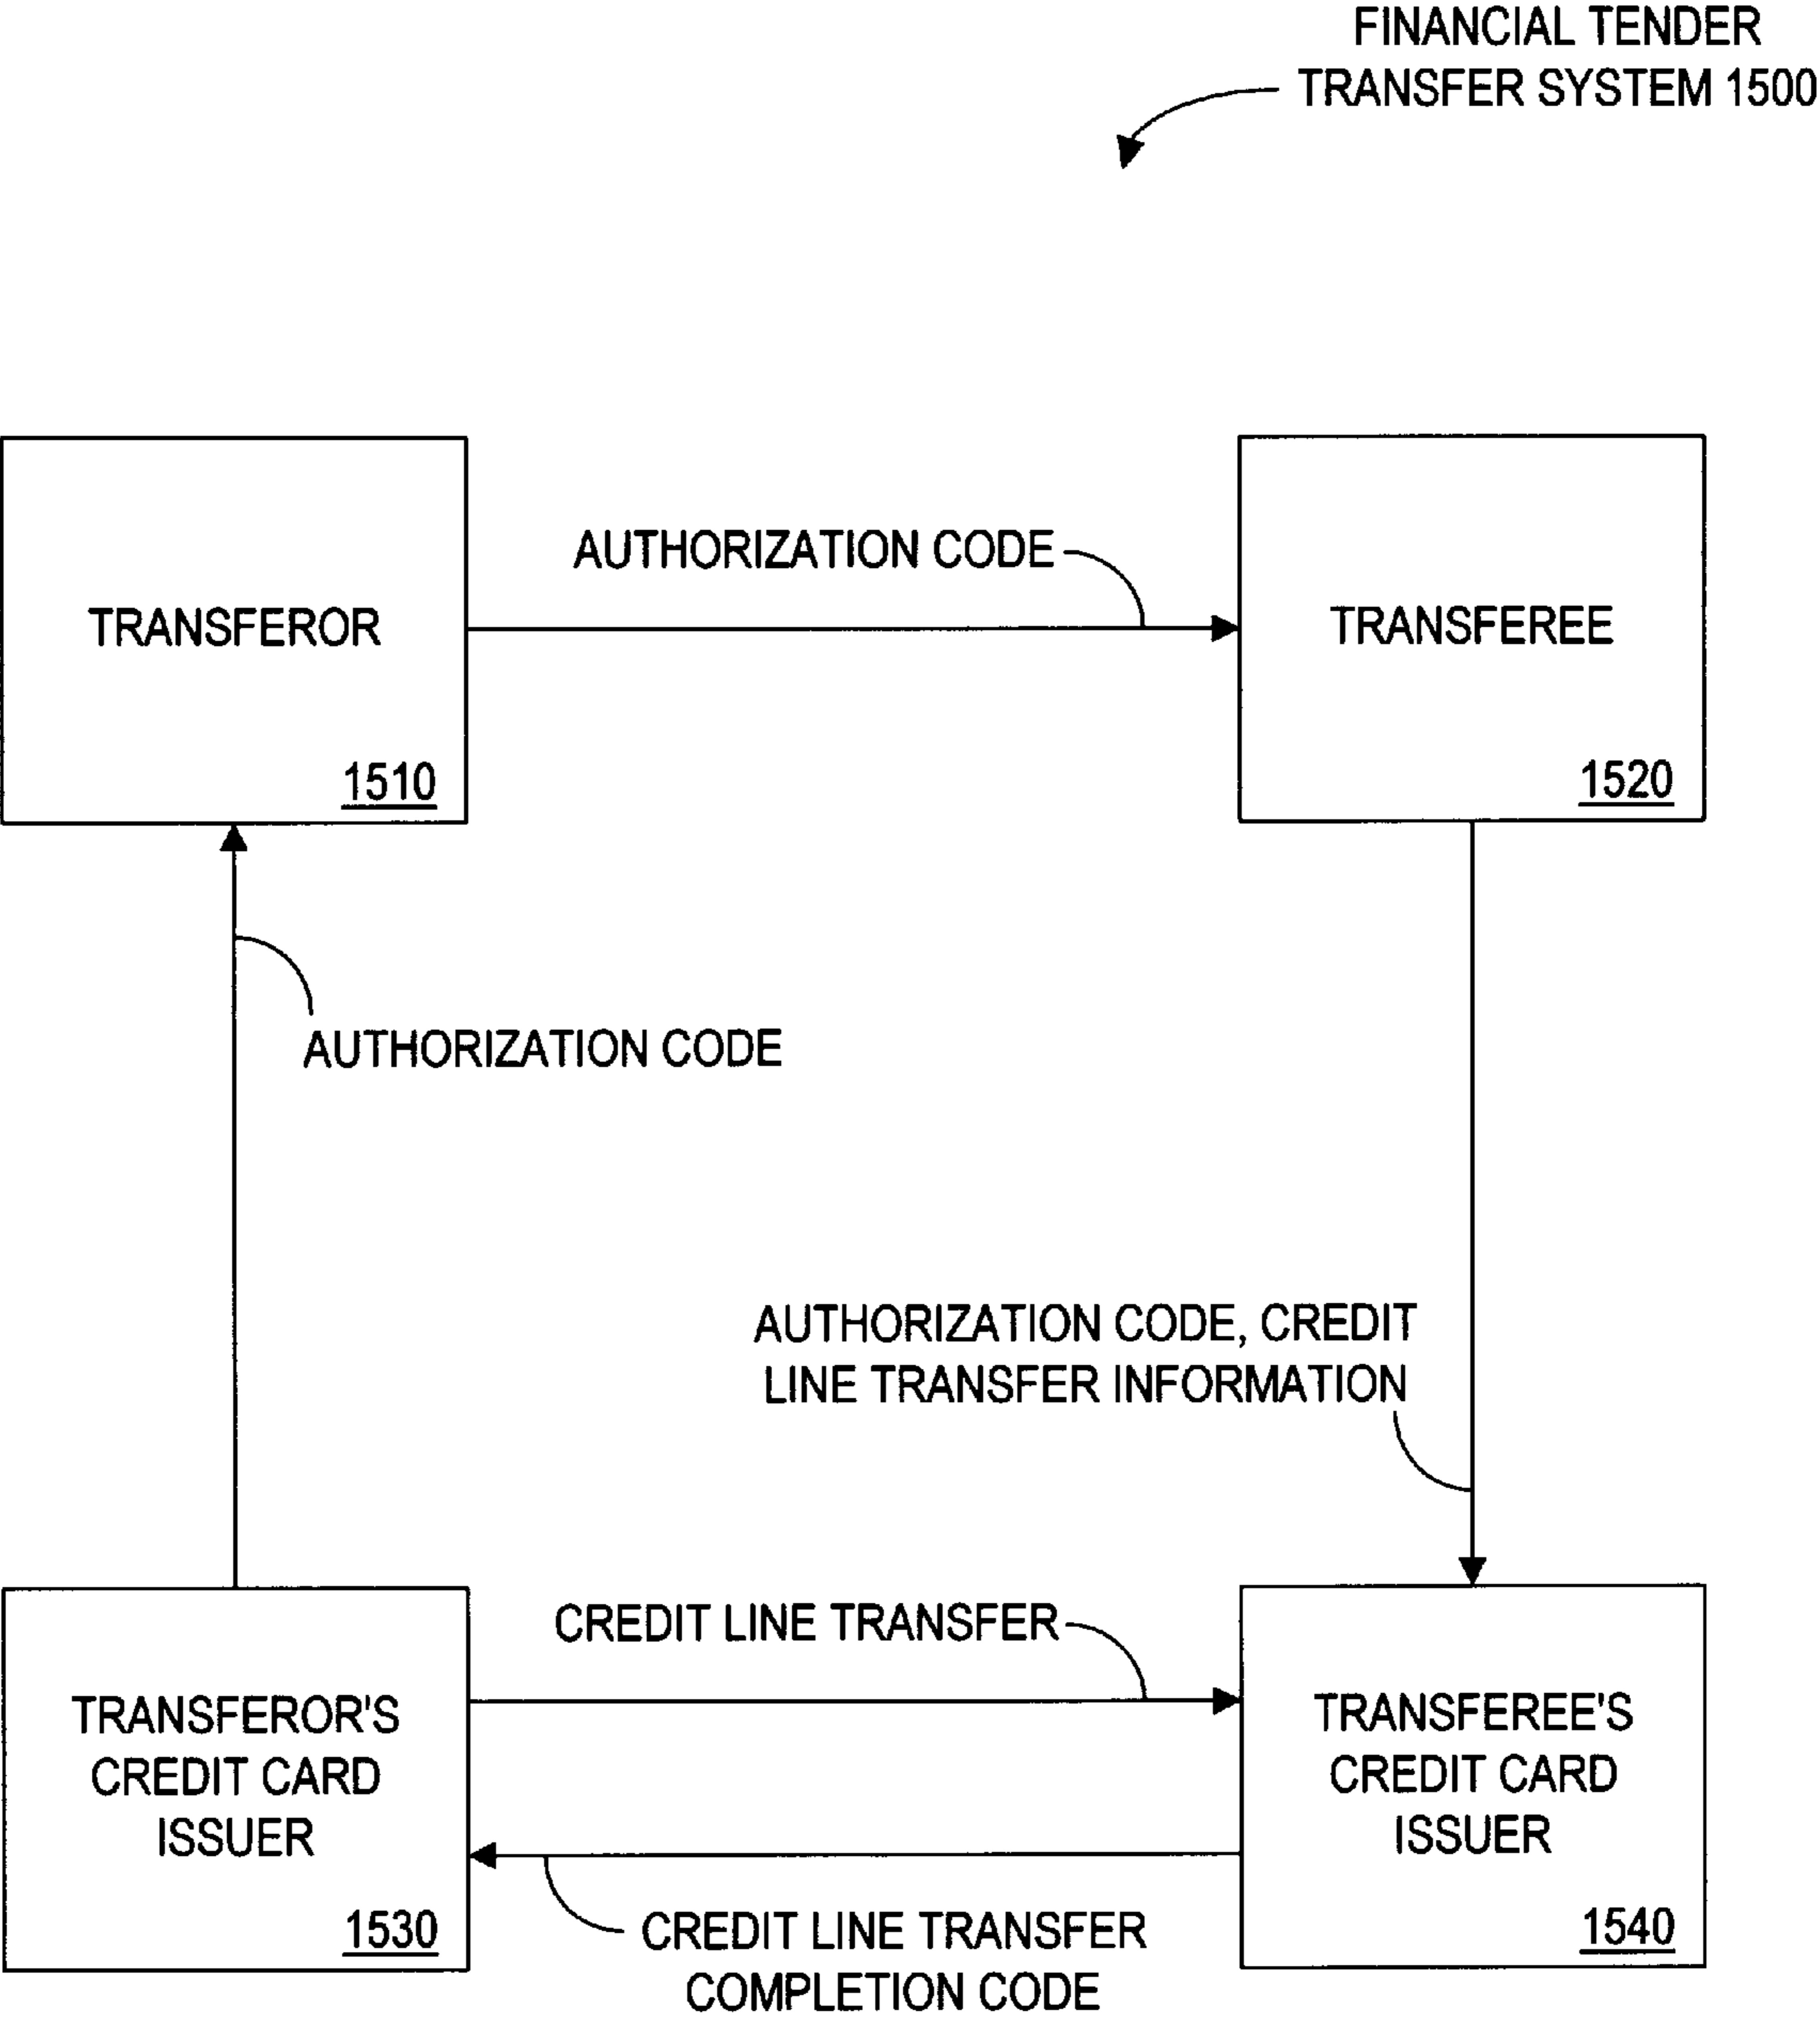 FINANCIAL TENDER
TRANSFER SYSTEM 1500
AUTHORIZATION CODE
TRANSFEROR
TRANSFEREE
1510
1520
AUTHORIZATION CODE
AUTHORIZATION CODE, CREDIT
LINE TRANSFER INFORMATION
CREDIT LINE TRANSFER
TRANSFEROR'S
CREDIT CARD
ISSUER
TRANSFEREE'S
CREDIT CARD
ISSUER
1530
1540
CREDIT LINE TRANSFER
COMPLETION CODE